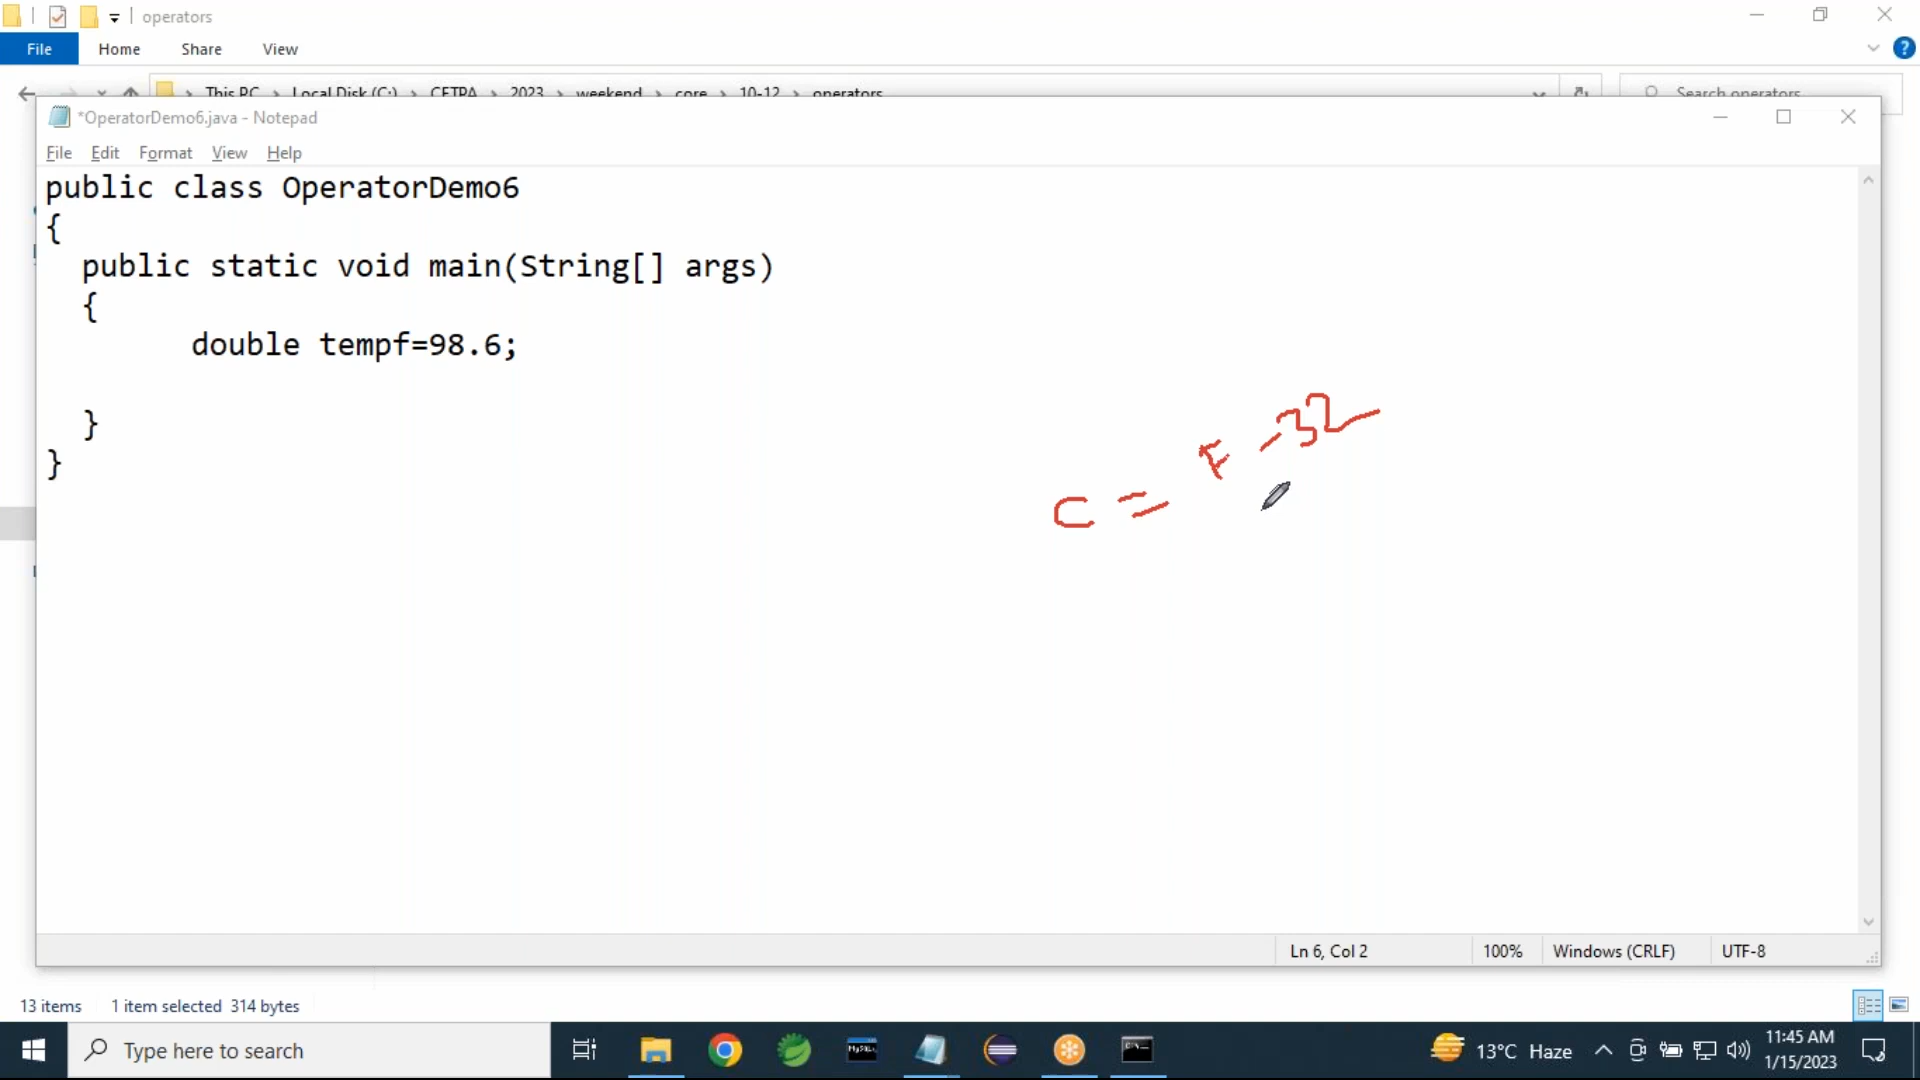 operators
File Home Share View
This PC Local Disk (C:) CETPA 2023 weekend core 10-12 operators
Search operators
*OperatorDemo6.java - Notepad
File Edit Format View Help
public class OperatorDemo6
{
public static void main(String[] args)
{
double tempf=98.6;
}
}
C = F - 32
Ln 6, Col 2 100% Windows (CRLF) UTF-8
13 items 1 item selected 314 bytes
Type here to search
MySQL
13°C Haze
11:45 AM
1/15/2023